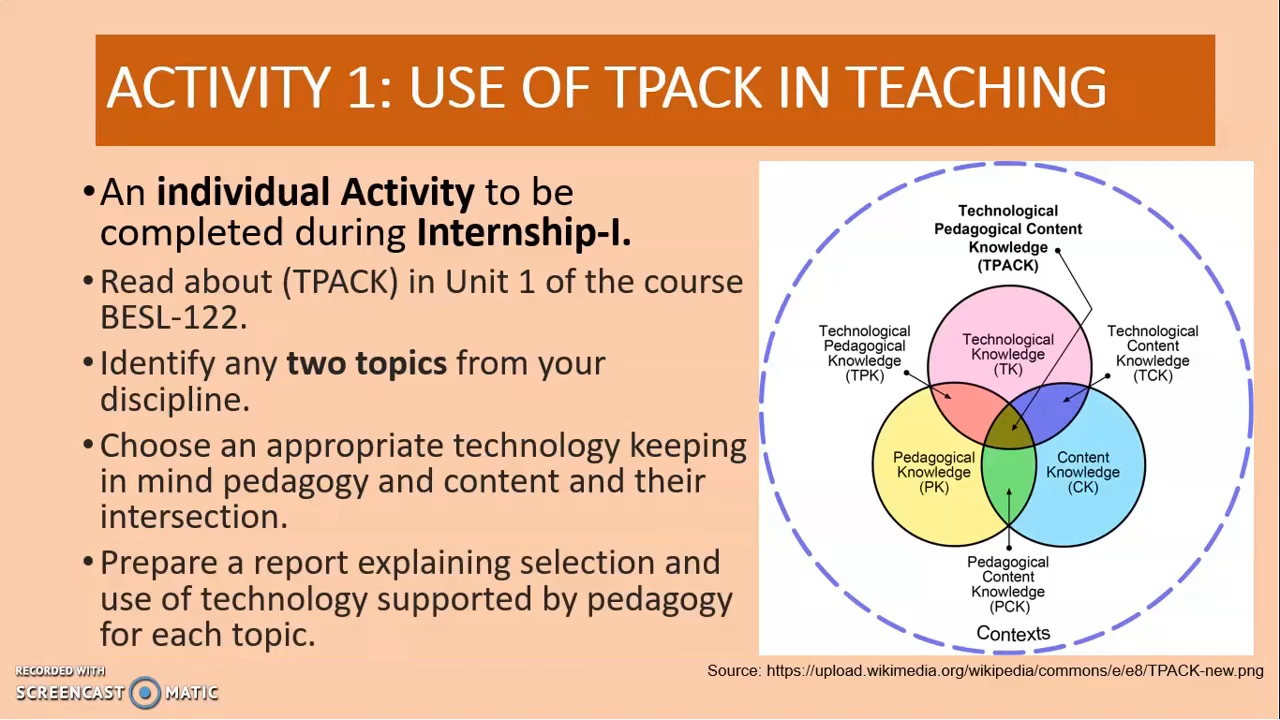 ACTIVITY 1: USE OF TPACK IN TEACHING
•An individual Activity to be
completed during Internship-I.
•Read about (TPACK) in Unit 1 of the course
BESL-122.
•Identify any two topics from your
discipline.
•Choose an appropriate technology keeping
in mind pedagogy and content and their
intersection.
•Prepare a report explaining selection and
use of technology supported by pedagogy
for each topic.
Technological
Pedagogical Content
Knowledge
(TPACK)
Technological
Pedagogical
Knowledge
(TPK)
Technological
Knowledge
(TK)
Technological
Content
Knowledge
(TCK)
Pedagogical
Knowledge
(PK)
Content
Knowledge
(CK)
Pedagogical
Content
Knowledge
(PCK)
Contexts
Source: https://upload.wikimedia.org/wikipedia/commons/e/e8/TPACK-new.png
RECORDED WITH
SCREENCAST MATIC